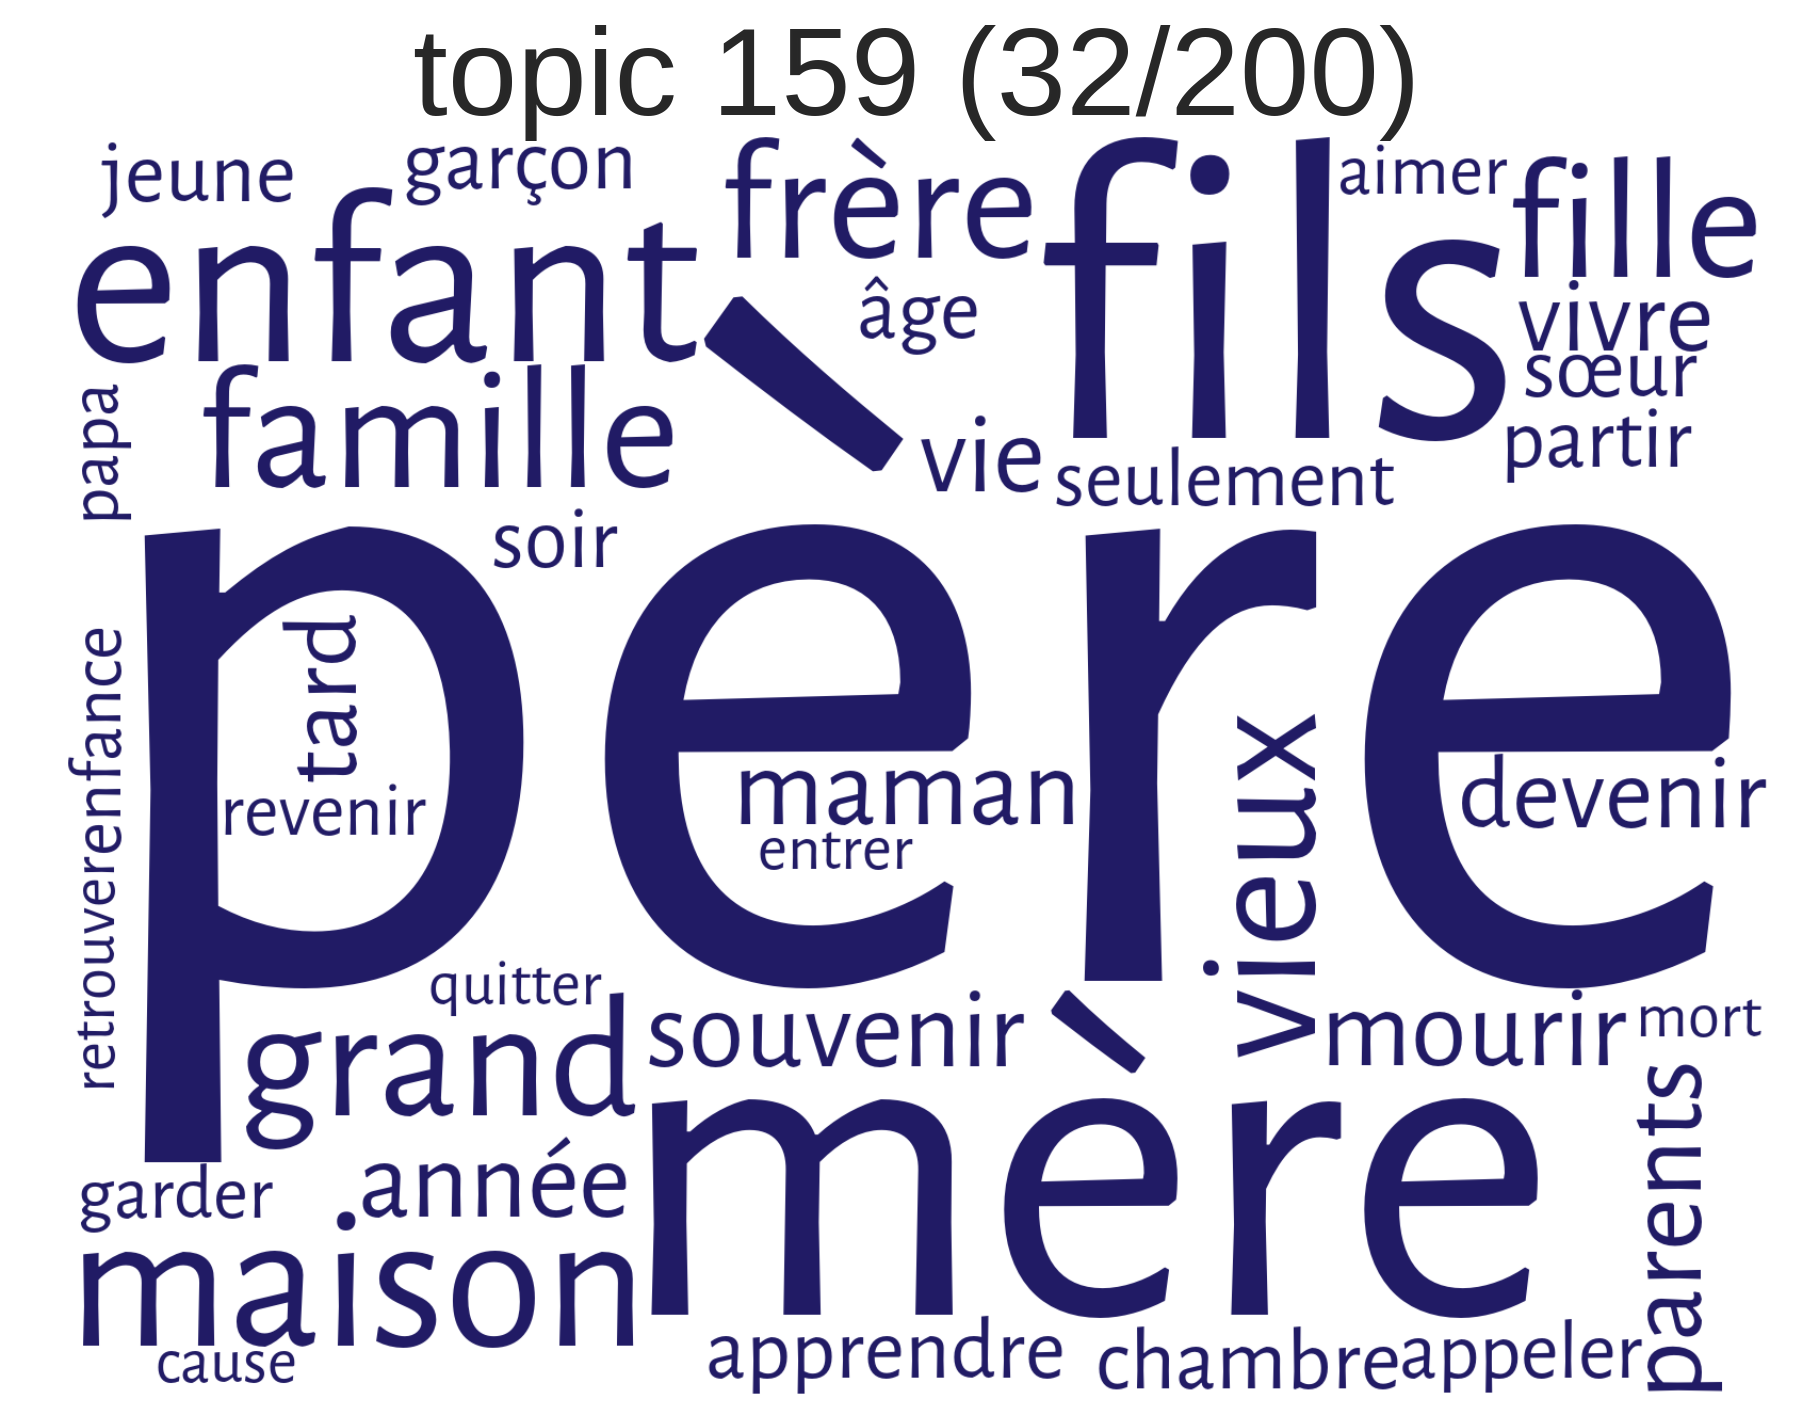 topic 159 (32/200)
jeune
garçon
frère
fils
aimer
fille
enfant
âge
vivre
sœur
papa
famille
vie
seulement
partir
soir
père
tard
revenir
enfance
retrouver
maman
entrer
vieux
devenir
quitter
grand
souvenir
mourir
mort
garder
année
mère
parents
maison
cause
apprendre
chambre
appeler